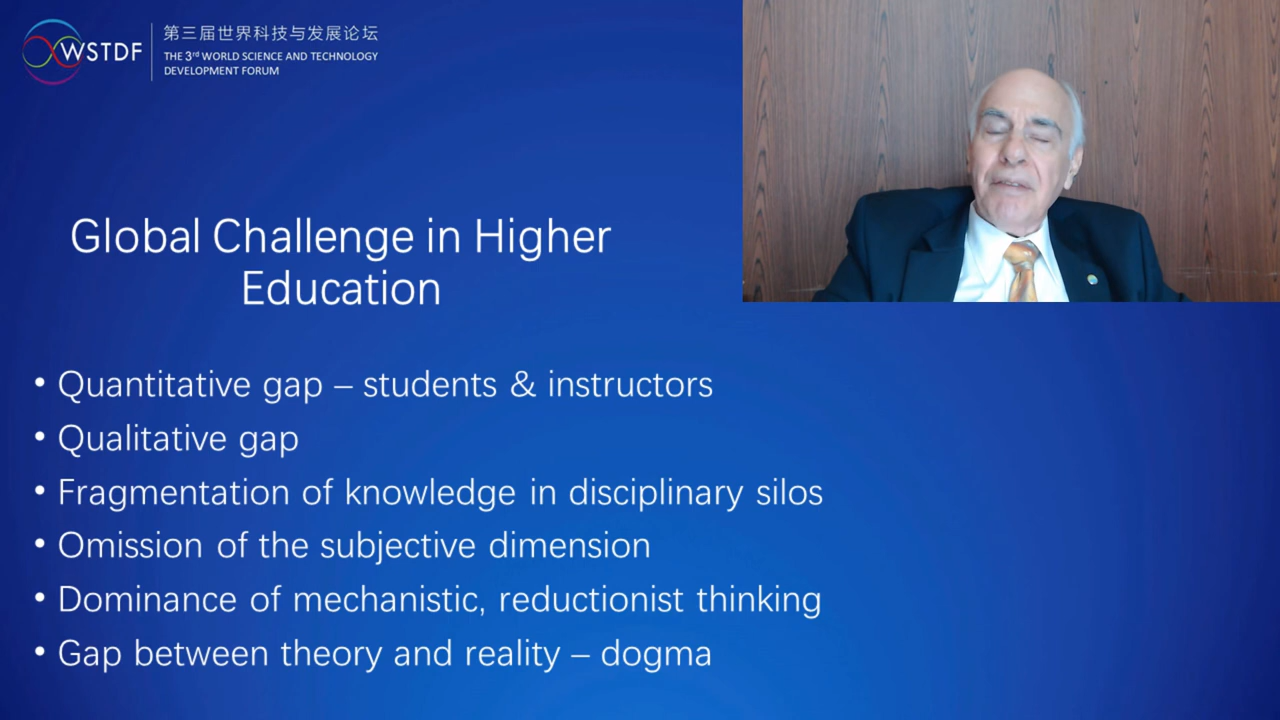 WSTDF
第三届世界科技与发展论坛
THE 3rd WORLD SCIENCE AND TECHNOLOGY
DEVELOPMENT FORUM
Global Challenge in Higher
Education
• Quantitative gap – students & instructors
• Qualitative gap
• Fragmentation of knowledge in disciplinary silos
• Omission of the subjective dimension
• Dominance of mechanistic, reductionist thinking
• Gap between theory and reality – dogma